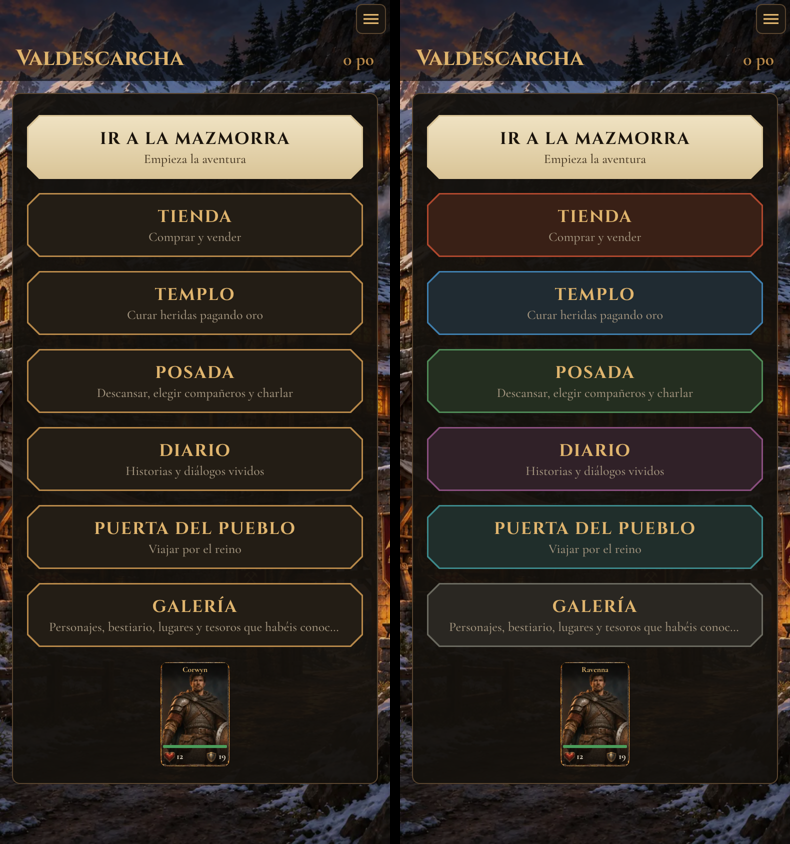 Valdescarcha
0 po
IR A LA MAZMORRA
Empieza la aventura
TIENDA
Comprar y vender
TEMPLO
Curar heridas pagando oro
POSADA
Descansar, elegir compañeros y charlar
DIARIO
Historias y diálogos vividos
PUERTA DEL PUEBLO
Viajar por el reino
GALERÍA
Personajes, bestiario, lugares y tesoros que habéis conoc...
Corwyn
12
19
Valdescarcha
0 po
IR A LA MAZMORRA
Empieza la aventura
TIENDA
Comprar y vender
TEMPLO
Curar heridas pagando oro
POSADA
Descansar, elegir compañeros y charlar
DIARIO
Historias y diálogos vividos
PUERTA DEL PUEBLO
Viajar por el reino
GALERÍA
Personajes, bestiario, lugares y tesoros que habéis conoc...
Ravenna
12
19